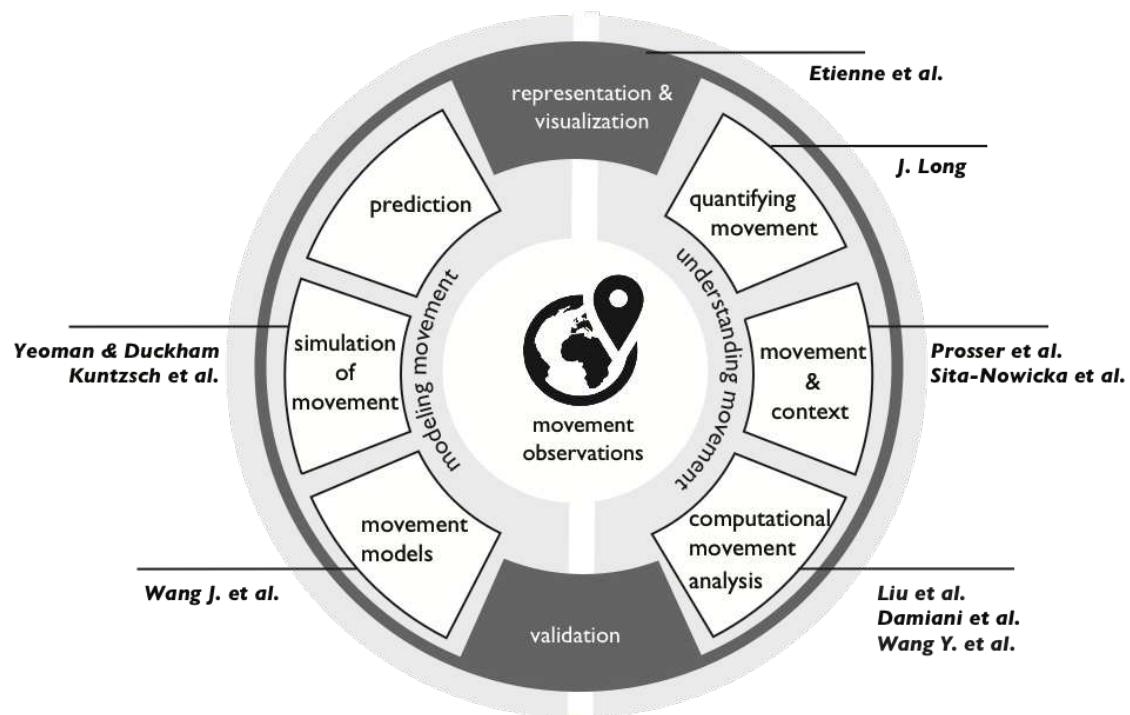 representation &
visualization
Etienne et al.
J. Long
prediction
quantifying
movement
modeling movement
understanding movement
simulation
of
movement
movement
&
context
Yeoman & Duckham
Kuntzsch et al.
Prosser et al.
Sita-Nowicka et al.
movement
observations
movement
models
computational
movement
analysis
Wang J. et al.
Liu et al.
Damiani et al.
Wang Y. et al.
validation